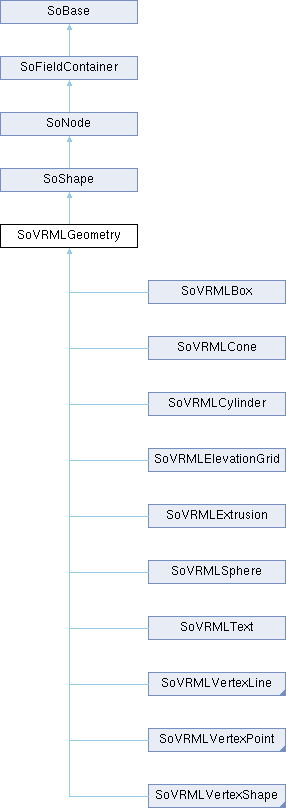 SoBase
SoFieldContainer
SoNode
SoShape
SoVRMLGeometry
SoVRMLBox
SoVRMLCone
SoVRMLCylinder
SoVRMLElevationGrid
SoVRMLExtrusion
SoVRMLSphere
SoVRMLText
SoVRMLVertexLine
SoVRMLVertexPoint
SoVRMLVertexShape